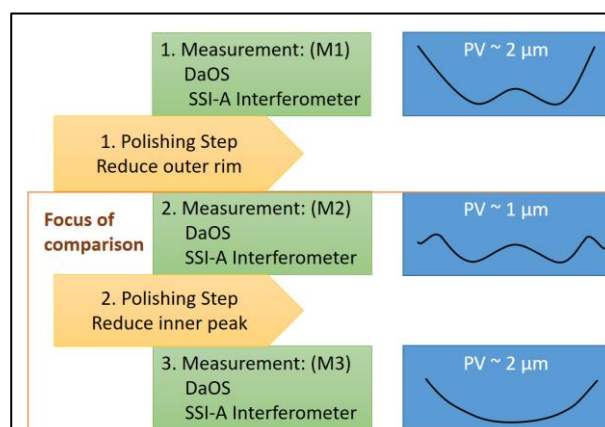 1. Measurement: (M1)
DaOS
SSI-A Interferometer
PV ~ 2 µm
1. Polishing Step
Reduce outer rim
Focus of
comparison
2. Measurement: (M2)
DaOS
SSI-A Interferometer
PV ~ 1 µm
2. Polishing Step
Reduce inner peak
3. Measurement: (M3)
DaOS
SSI-A Interferometer
PV ~ 2 µm